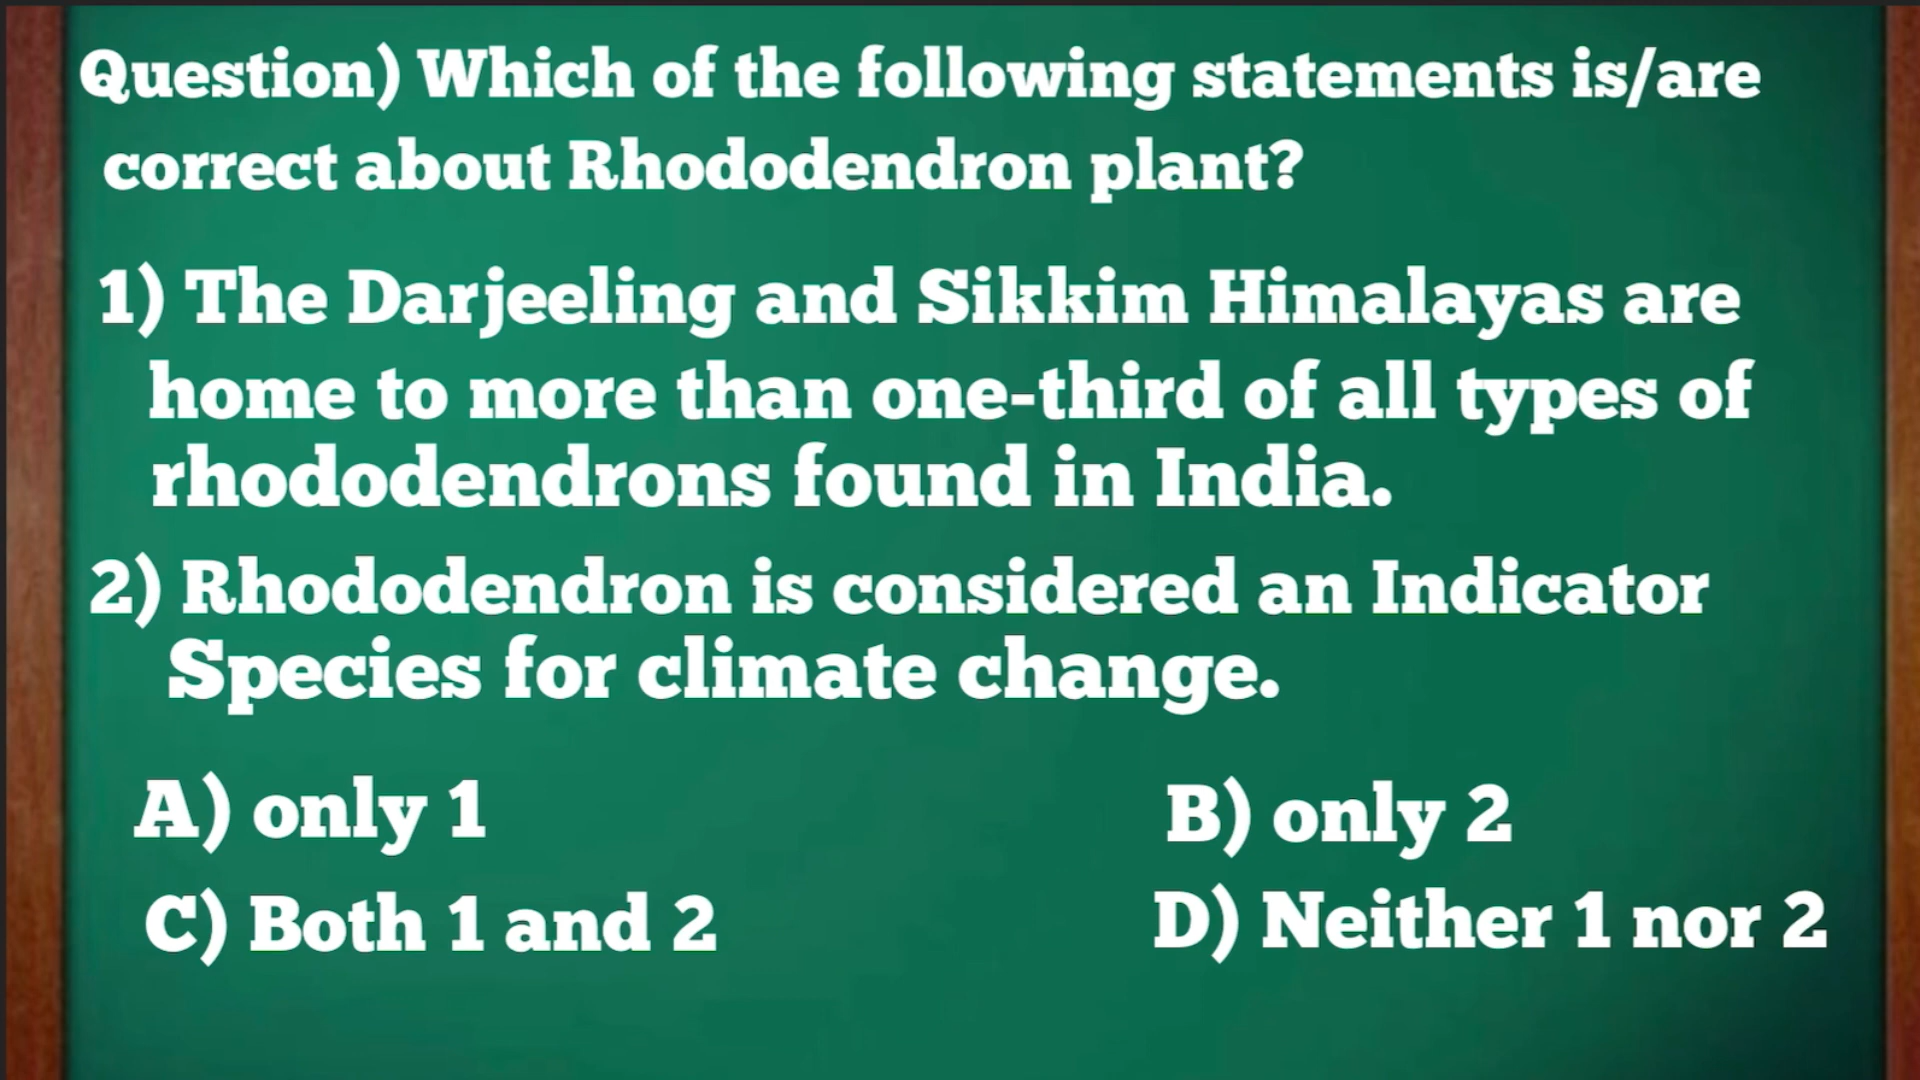 Question) Which of the following statements is/are
correct about Rhododendron plant?
1) The Darjeeling and Sikkim Himalayas are
home to more than one-third of all types of
rhododendrons found in India.
2) Rhododendron is considered an Indicator
Species for climate change.
A) only 1
B) only 2
C) Both 1 and 2
D) Neither 1 nor 2